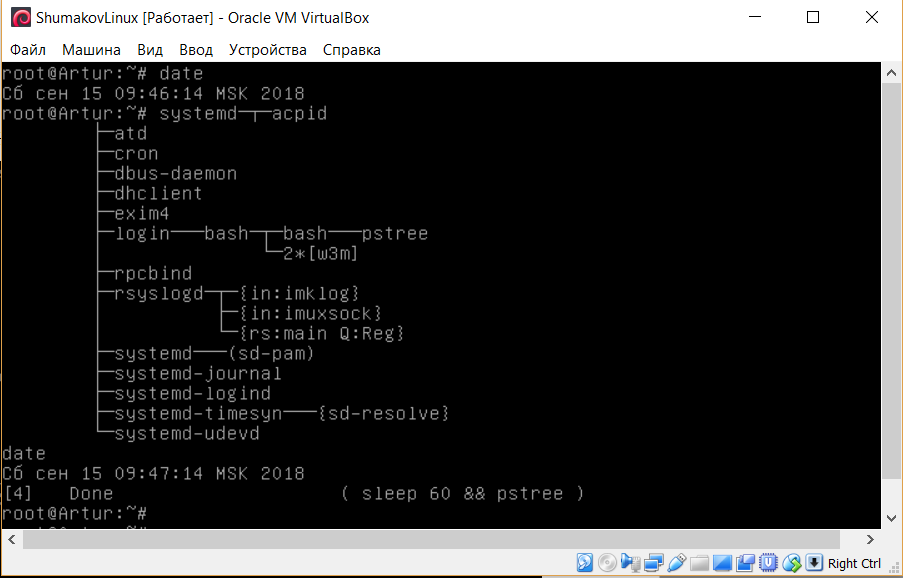 ShumakovLinux [Работает] - Oracle VM VirtualBox
Файл Машина Вид Ввод Устройства Справка
root@Artur:~# date
Сб сен 15 09:46:14 MSK 2018
root@Artur:~# systemd─┬─acpid
        ├─atd
        ├─cron
        ├─dbus-daemon
        ├─dhclient
        ├─exim4
        ├─login───bash─┬─bash───pstree
                       └─2*[w3m]
        ├─rpcbind
        ├─rsyslogd─┬─{in:imklog}
                   ├─{in:imuxsock}
                   └─{rs:main Q:Reg}
        ├─systemd───(sd-pam)
        ├─systemd-journal
        ├─systemd-logind
        ├─systemd-timesyn───{sd-resolve}
        └─systemd-udevd
date
Сб сен 15 09:47:14 MSK 2018
[4]   Done                    ( sleep 60 && pstree )
root@Artur:~#
Right Ctrl